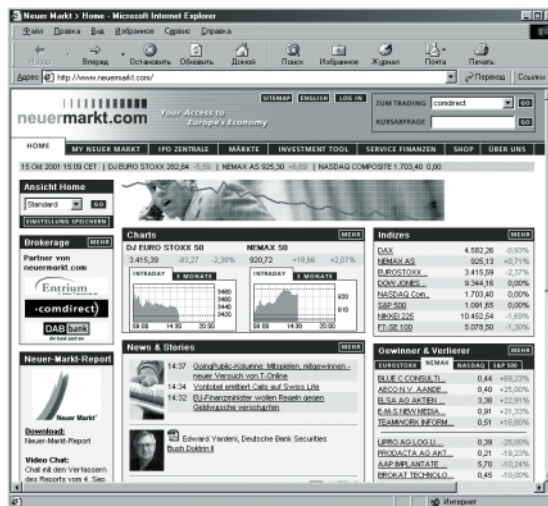 Neuer Markt > Home - Microsoft Internet Explorer
Файл Правка Вид Избранное Сервис Справка
Назад Вперед Остановить Обновить Домой Поиск Избранное Журнал Почта Печать
Адрес http://www.neuermarkt.com/ Переход Ссылки
SITEMAP ENGLISH LOG IN
ZUM TRADING comdirect GO
neuermarkt.com Your Access to Europe's Economy
KURSABFRAGE GO
HOME MY NEUER MARKT IPO ZENTRALE MÄRKTE INVESTMENT TOOL SERVICE FINANZEN SHOP ÜBER UNS
15 Okt 2001 15:09 CET | DJ EURO STOXX 282,84 -5,59 | NEMAX AS 925,30 +6,69 | NASDAQ COMPOSITE 1.703,40 0,00
Ansicht Home
Standard GO
EINSTELLUNG SPEICHERN
Brokerage MEHR
Partner von
neuermarkt.com
Entrium
comdirect
DAB bank
Neuer-Markt-Report
Neuer Markt
Download:
Neuer-Markt-Report
Video Chat:
Chat mit den Verfassern
des Reports vom 4. Sep
Charts MEHR
DJ EURO STOXX 50 NEMAX 50
3.415,39 -83,27 -2,38% 920,72 +18,66 +2,07%
INTRADAY 3 MONATE INTRADAY 3 MONATE
3480
3460
3440
3420
09:00 14:30 20:00
920
910
09:00 14:30 20:00
News & Stories MEHR
14:37 GoingPublic-Kolumne: Mitspielen, mitgewinnen -
neuer Versuch von T-Online
14:34 Vontobel emittiert Calls auf Swiss Life
14:32 EU-Finanzminister wollen Regeln gegen
Geldwäsche verschärfen
Edward Yardeni, Deutsche Bank Securities
Bush Doktrin II
Indizes MEHR
DAX 4.582,26 -0,93%
NEMAX AS 925,13 +0,71%
EUROSTOXX... 3.415,59 -2,37%
DOW JONES... 9.344,16 0,00%
NASDAQ Com... 1.703,40 0,00%
S&P 500 1.091,65 0,00%
NIKKEI 225 10.452,54 -1,69%
FT-SE 100 5.078,50 -1,30%
Gewinner & Verlierer MEHR
EUROSTOXX NEMAX NASDAQ S&P 500
BLUE C CONSULTI... 0,44 +69,23%
AECO N.V. AANDE... 0,40 +25,00%
ELSA AG AKTIEN ... 3,38 +22,91%
E-M-S NEW MEDIA... 0,91 +21,33%
TEAMWORK INFORM... 0,51 +18,60%
LIPRO AG LOG.LI... 0,39 -25,00%
PRODACTA AG AKT... 0,21 -19,23%
AAP IMPLANTATE ... 5,70 -10,24%
BROKAT TECHNOLO... 0,45 -10,00%
Интернет